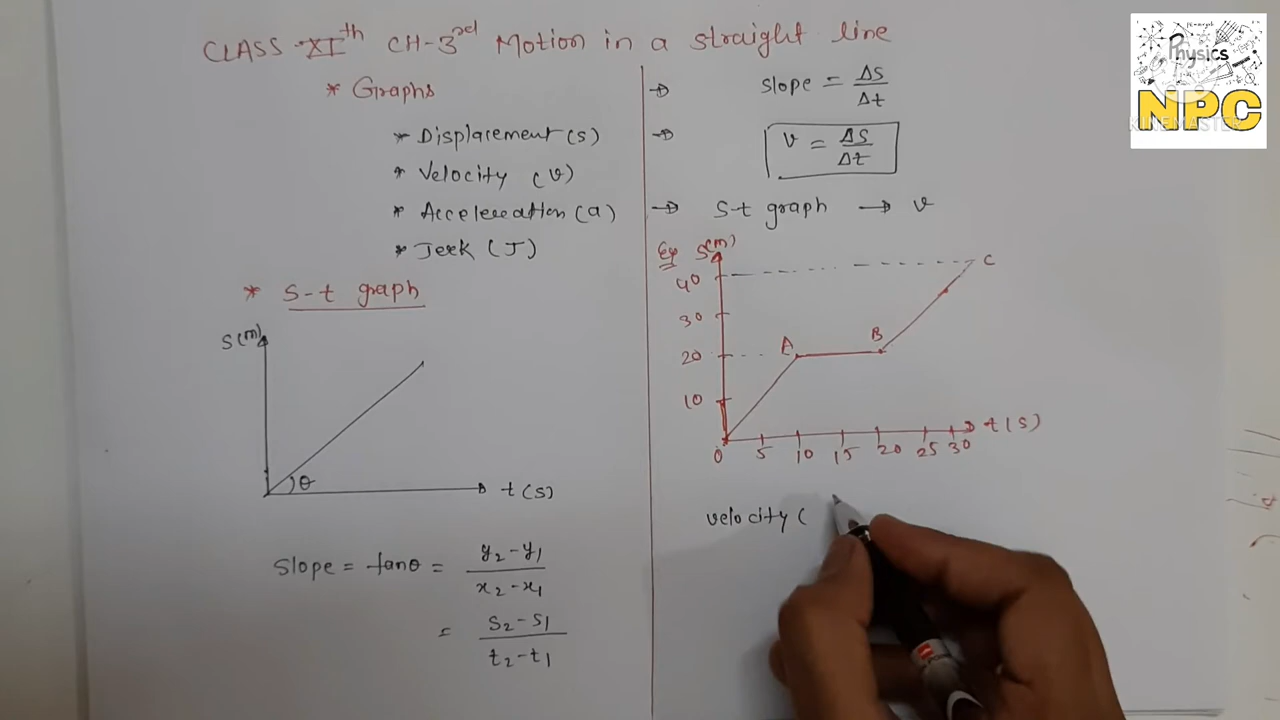 CLASS XIth CH-3rd Motion in a straight line
* Graphs
* Displacement (s)
* Velocity (v)
* Acceleration (a)
* Jerk (J)
* S-t graph
S(m)
θ
t (s)
Slope = tanθ = y2-y1 / x2-x1
= s2-s1 / t2-t1
→ slope = Δs / Δt
→ v = Δs / Δt
→ S-t graph → v
Eg S(m)
40
30
20
10
A
B
C
0 5 10 15 20 25 30
t (s)
velocity (
Physics
NPC
KINEMASTER